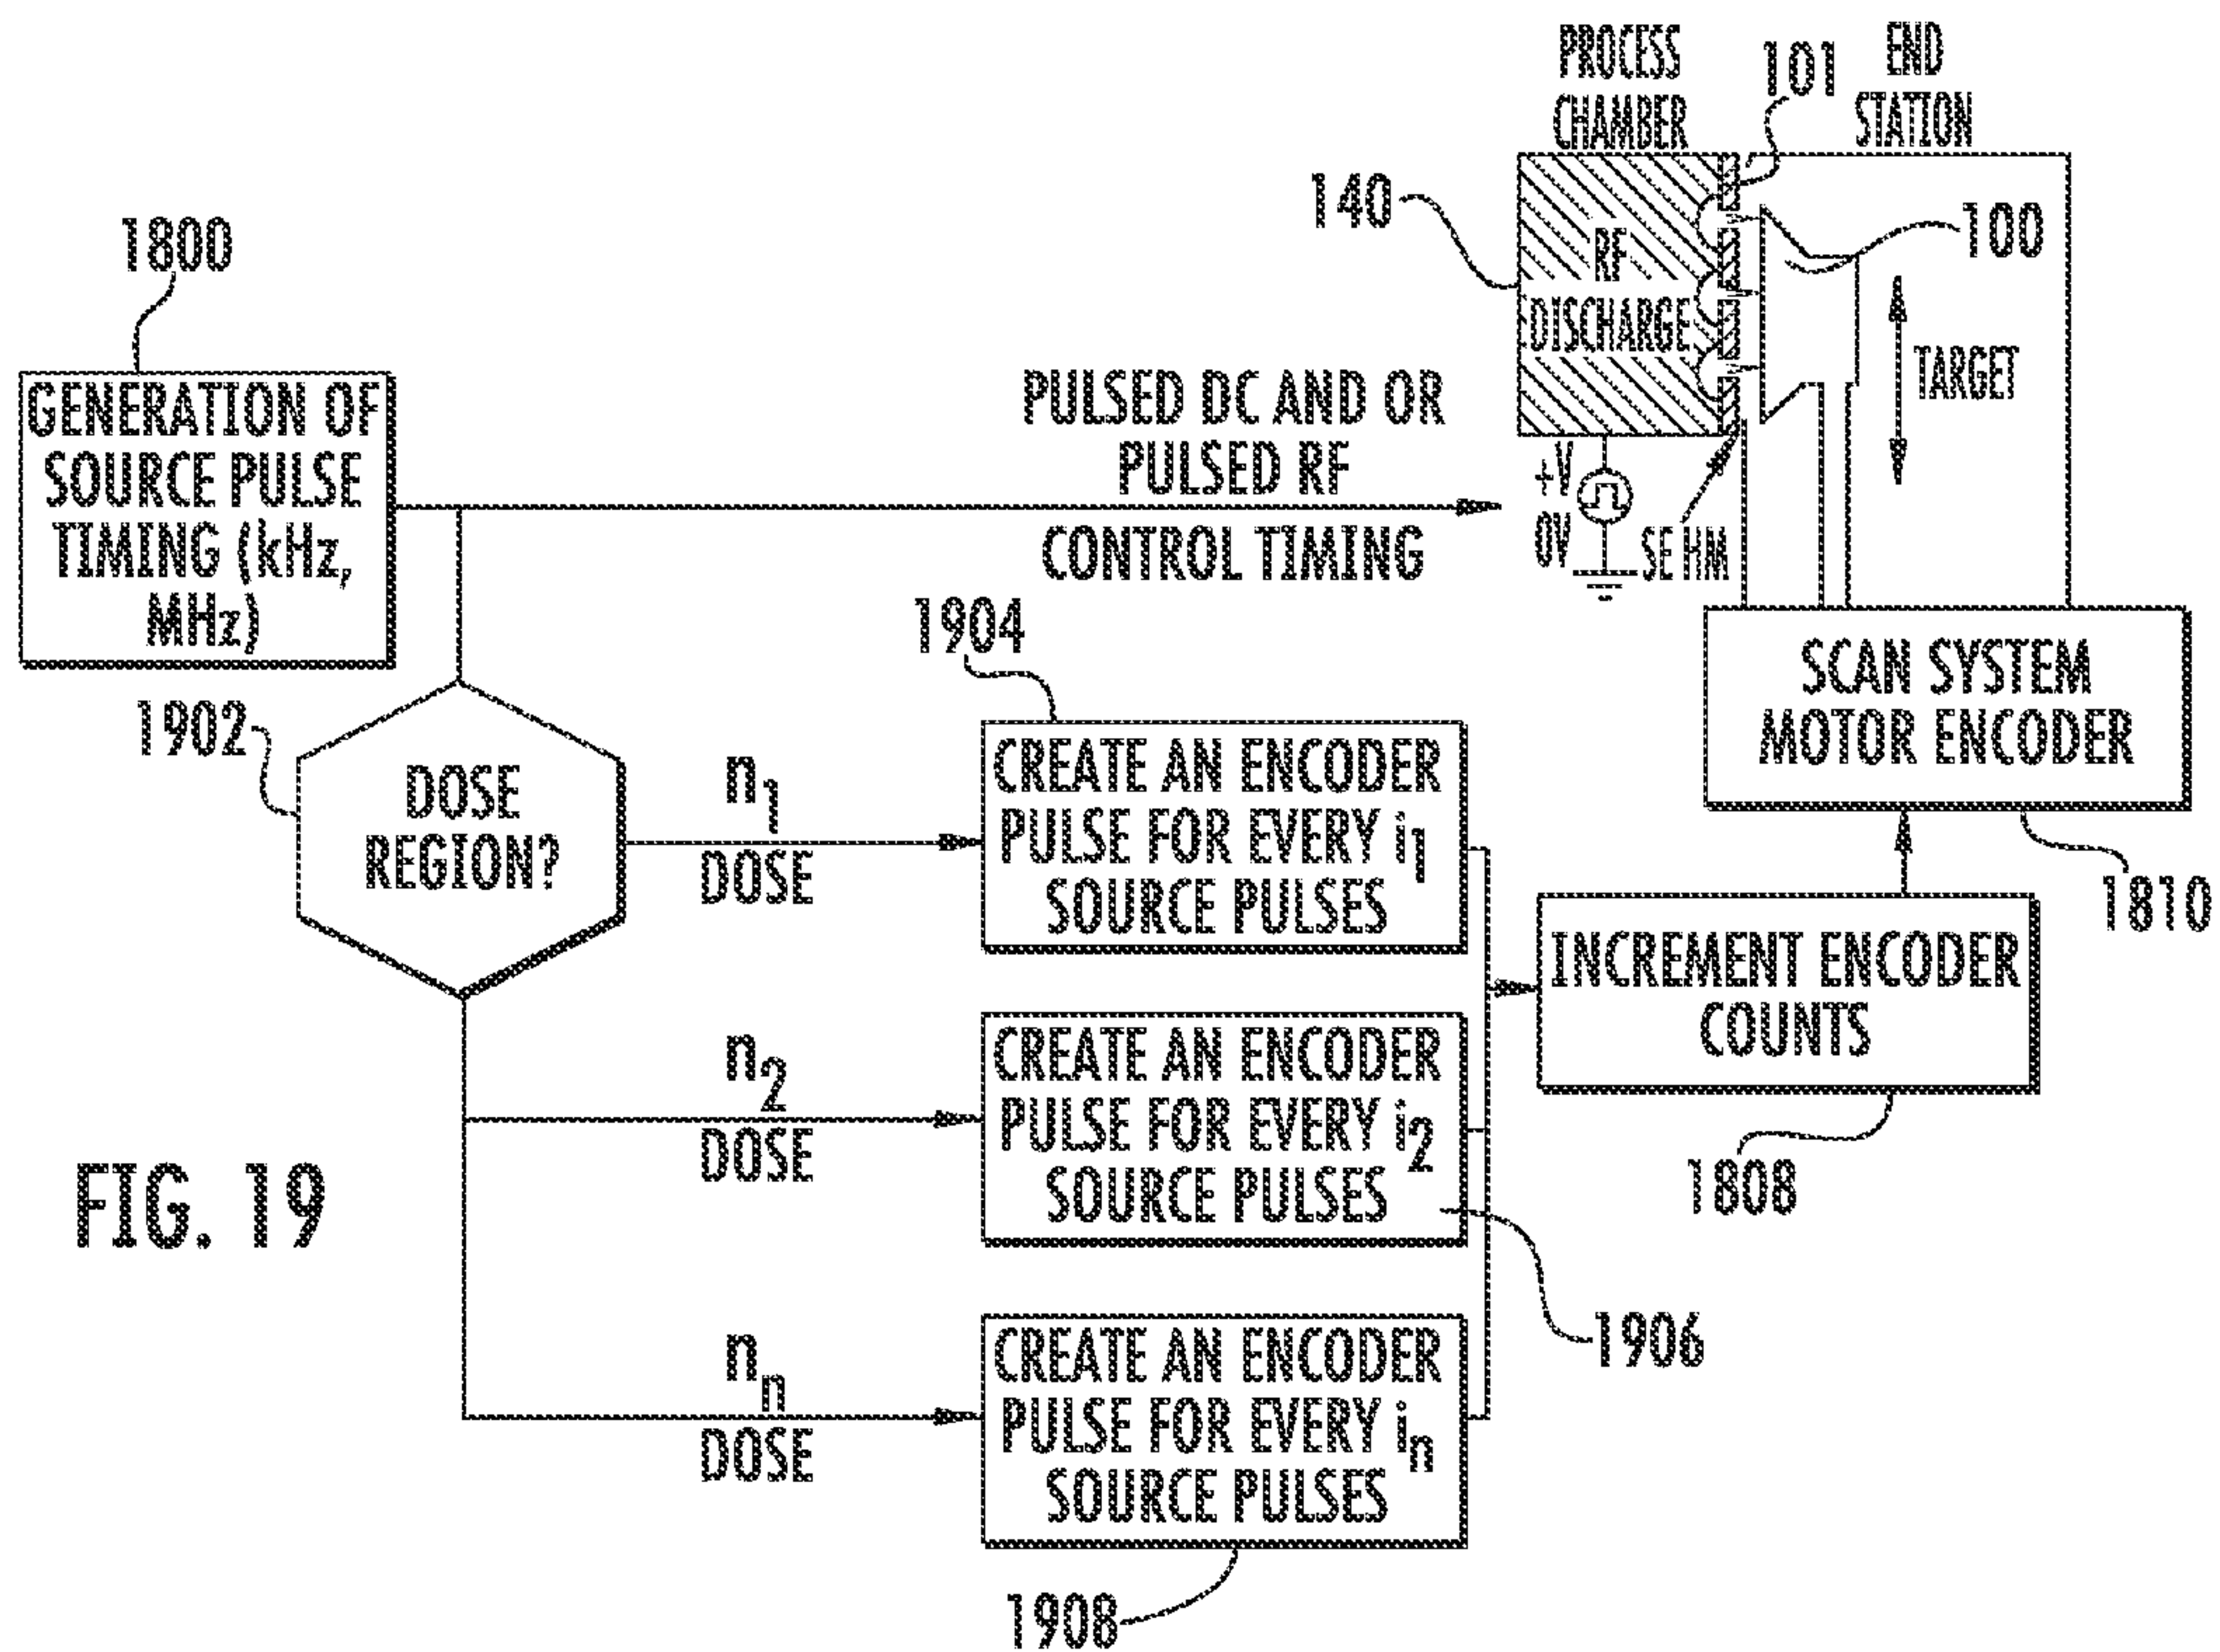 PROCESS
CHAMBER
101
END
STATION
140
RF
DISCHARGE
100
TARGET
+V
0V
SE HM
1800
GENERATION OF
SOURCE PULSE
TIMING (kHz,
MHz)
PULSED DC AND OR
PULSED RF
CONTROL TIMING
SCAN SYSTEM
MOTOR ENCODER
1810
1902
DOSE
REGION?
n1
DOSE
1904
CREATE AN ENCODER
PULSE FOR EVERY i1
SOURCE PULSES
INCREMENT ENCODER
COUNTS
1808
n2
DOSE
CREATE AN ENCODER
PULSE FOR EVERY i2
SOURCE PULSES
1906
nn
DOSE
CREATE AN ENCODER
PULSE FOR EVERY in
SOURCE PULSES
1908
FIG. 19